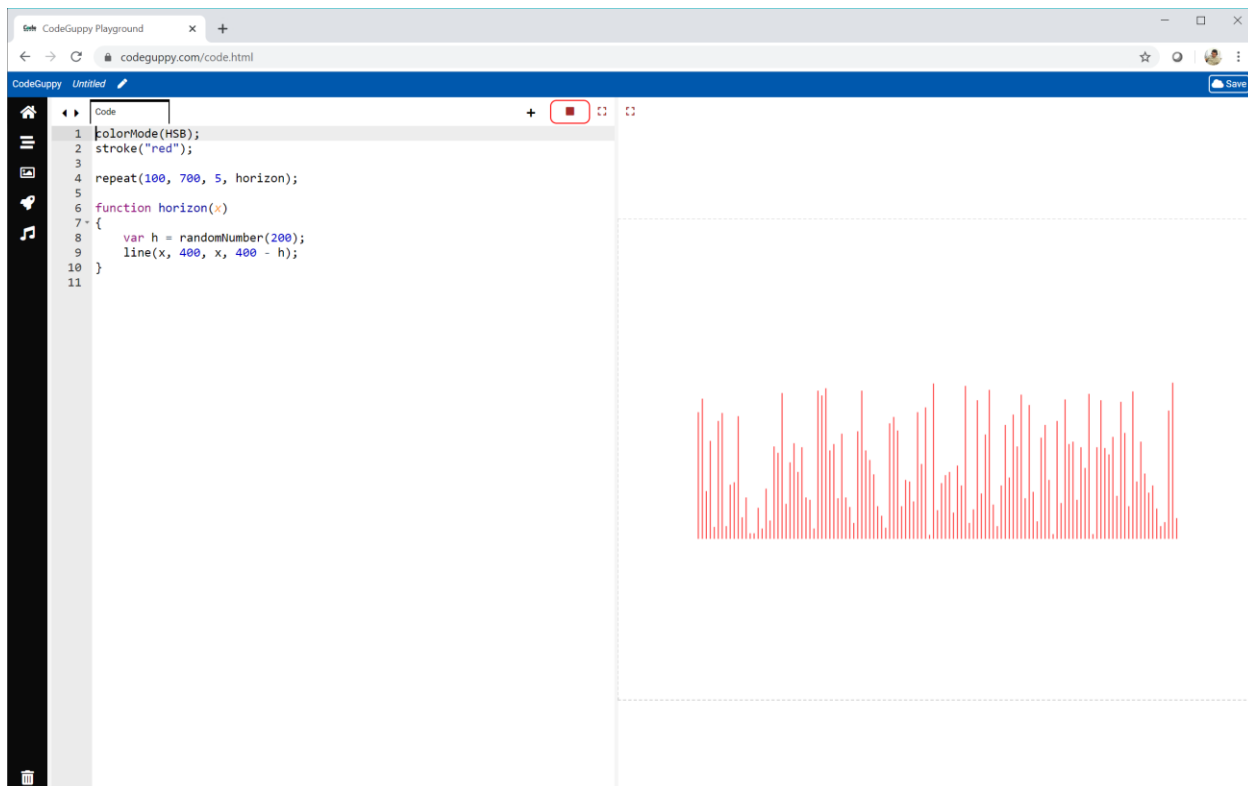 Code CodeGuppy Playground
codeguppy.com/code.html
CodeGuppy Untitled Save
Code
1 colorMode(HSB);
2 stroke("red");
3
4 repeat(100, 700, 5, horizon);
5
6 function horizon(x)
7 {
8 var h = randomNumber(200);
9 line(x, 400, x, 400 - h);
10 }
11